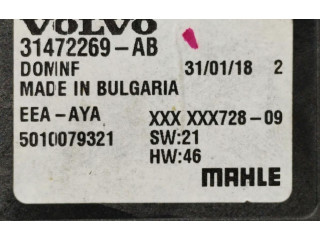 VOLVO
31472269-AB
DOMNF 31/01/18 2
MADE IN BULGARIA
EEA-AYA XXX XXX728-09
5010079321 SW:21
HW:46
MAHLE